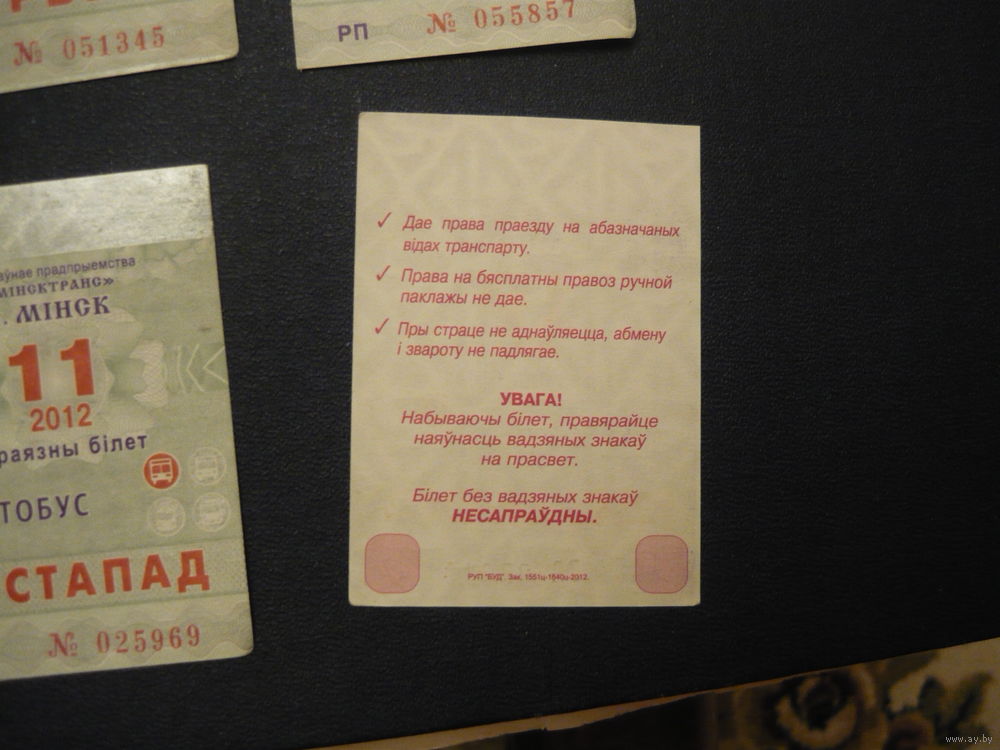 № 051345
РП № 055857
прадпрыемства
«МІНСКТРАНС»
. МІНСК
11
2012
білет
СТАПАД
№ 025969
✓ Дае права праезду на абазначаных
відах транспарту.
✓ Права на бясплатны правоз ручной
паклажы не дае.
✓ Пры страце не аднаўляецца, абмену
і звароту не падлягае.
УВАГА!
Набываючы білет, правярайце
наяўнасць вадзяных знакаў
на прасвет.
Білет без вадзяных знакаў
НЕСАПРАЎДНЫ.
РУП "БУД". Зак. 1551ц-1640ц-2012.
www.ay.by